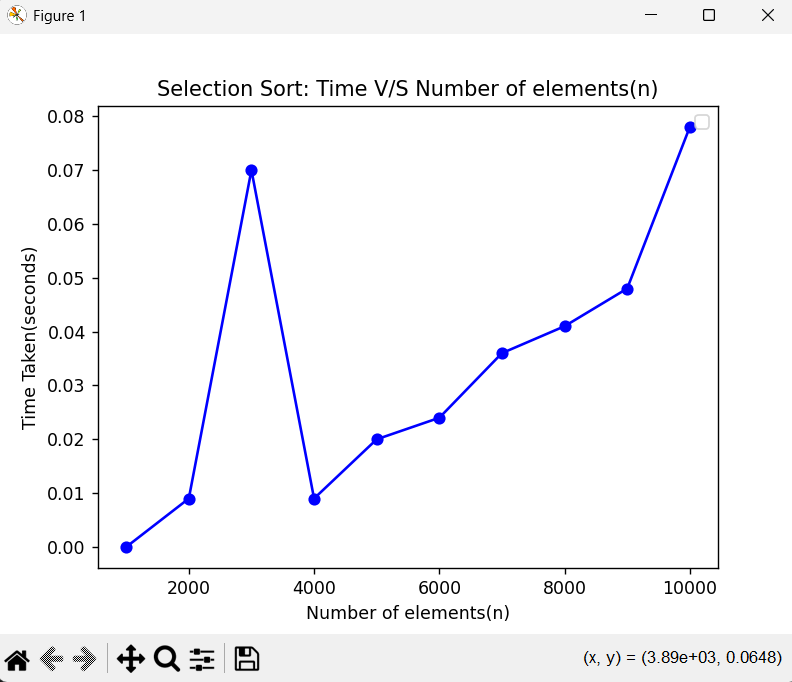 Figure 1
Selection Sort: Time V/S Number of elements(n)
0.08
0.07
0.06
0.05
0.04
0.03
0.02
0.01
0.00
Time Taken(seconds)
2000 4000 6000 8000 10000
Number of elements(n)
(x, y) = (3.89e+03, 0.0648)